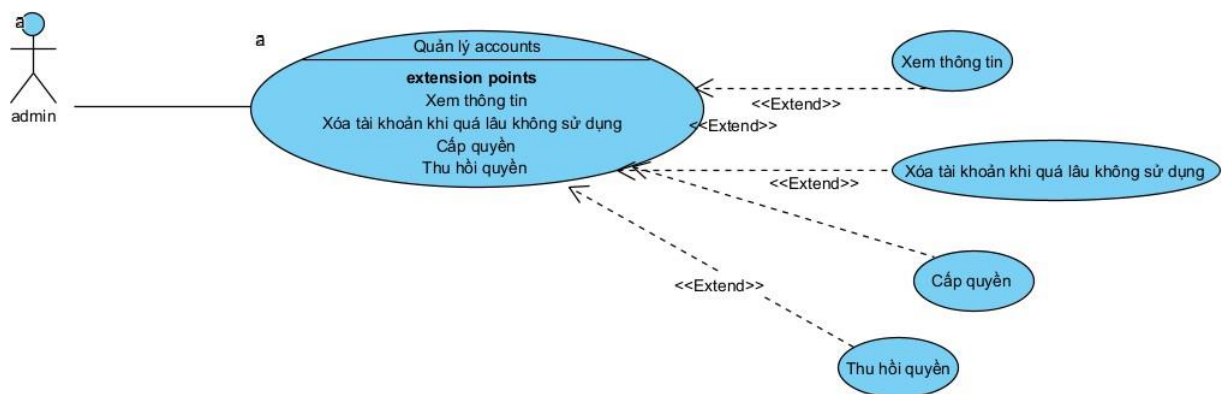 a
admin
a
Quản lý accounts
extension points
Xem thông tin
Xóa tài khoản khi quá lâu không sử dụng
Cấp quyền
Thu hồi quyền
Xem thông tin
<<Extend>>
<<Extend>>
Xóa tài khoản khi quá lâu không sử dụng
<<Extend>>
Cấp quyền
<<Extend>>
Thu hồi quyền